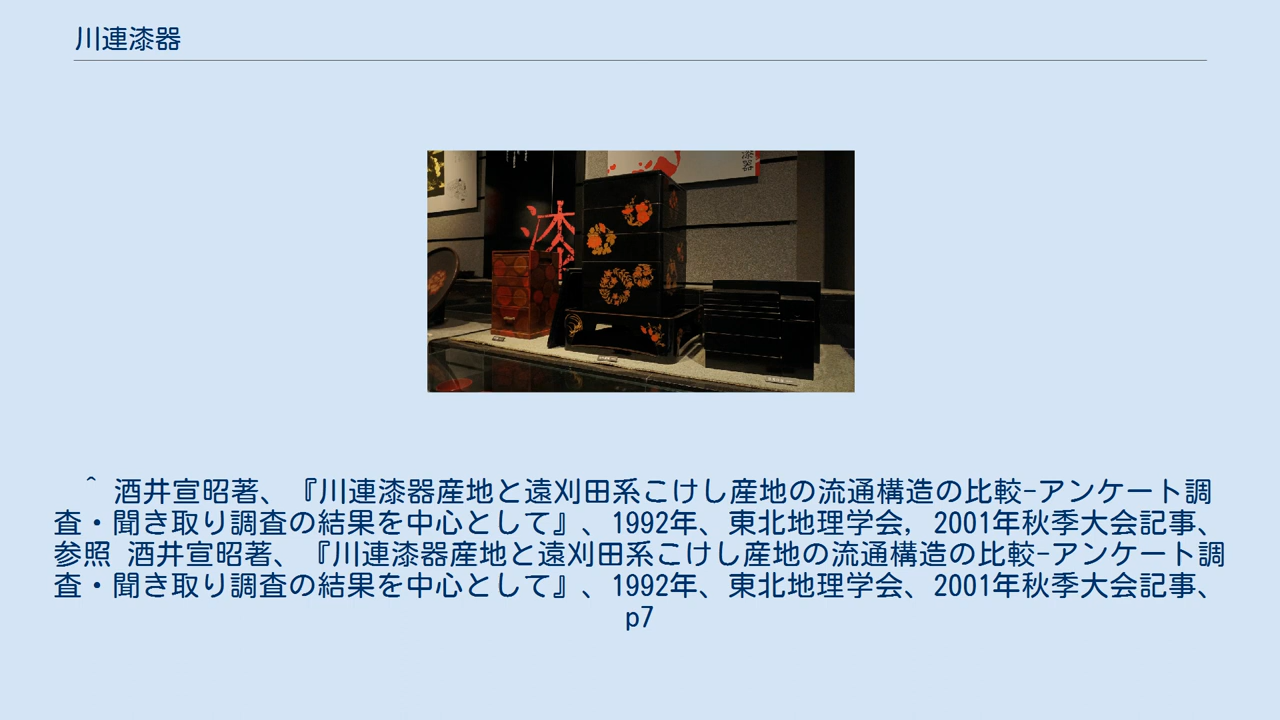 川連漆器
漆
漆器
＾ 酒井宣昭著、『川連漆器産地と遠刈田系こけし産地の流通構造の比較−アンケート調
査・聞き取り調査の結果を中心として』、1992年、東北地理学会，2001年秋季大会記事、
参照 酒井宣昭著、『川連漆器産地と遠刈田系こけし産地の流通構造の比較−アンケート調
査・聞き取り調査の結果を中心として』、1992年、東北地理学会、2001年秋季大会記事、
p7